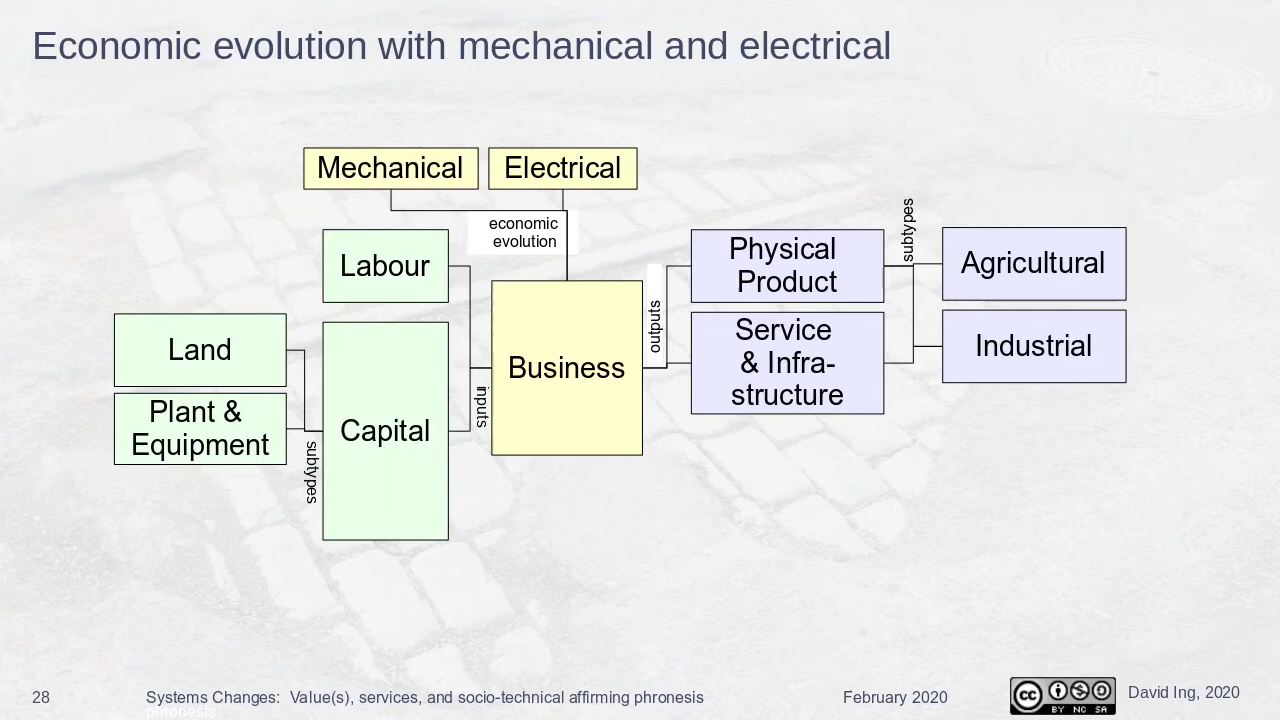 Economic evolution with mechanical and electrical
Mechanical
Electrical
economic
evolution
Labour
Land
Plant &
Equipment
subtypes
Capital
inputs
Business
outputs
Physical
Product
Service
& Infra-
structure
subtypes
Agricultural
Industrial
28
Systems Changes:  Value(s), services, and socio-technical affirming phronesis
phronesis
February 2020
cc
BY NC SA
David Ing, 2020